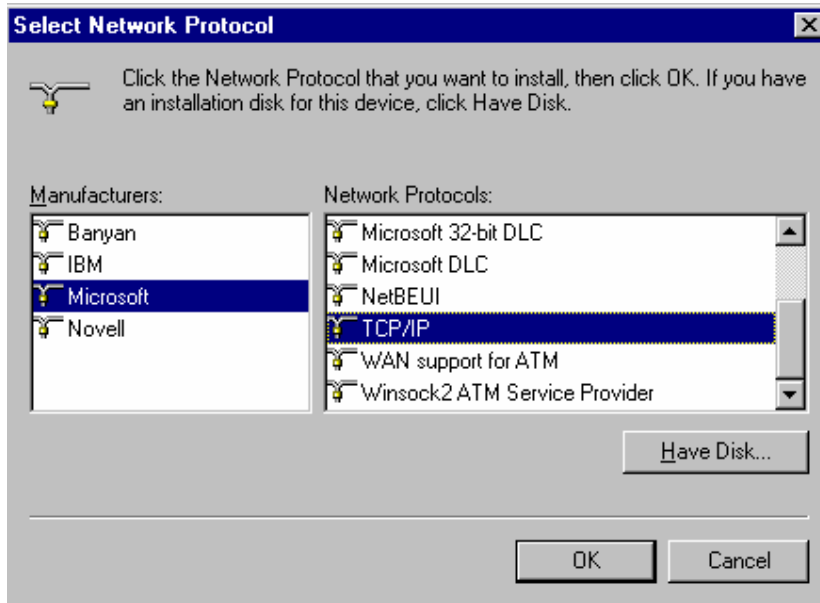 Select Network Protocol
Click the Network Protocol that you want to install, then click OK. If you have
an installation disk for this device, click Have Disk.
Manufacturers:
Banyan
IBM
Microsoft
Novell
Network Protocols:
Microsoft 32-bit DLC
Microsoft DLC
NetBEUI
TCP/IP
WAN support for ATM
Winsock2 ATM Service Provider
Have Disk...
OK
Cancel